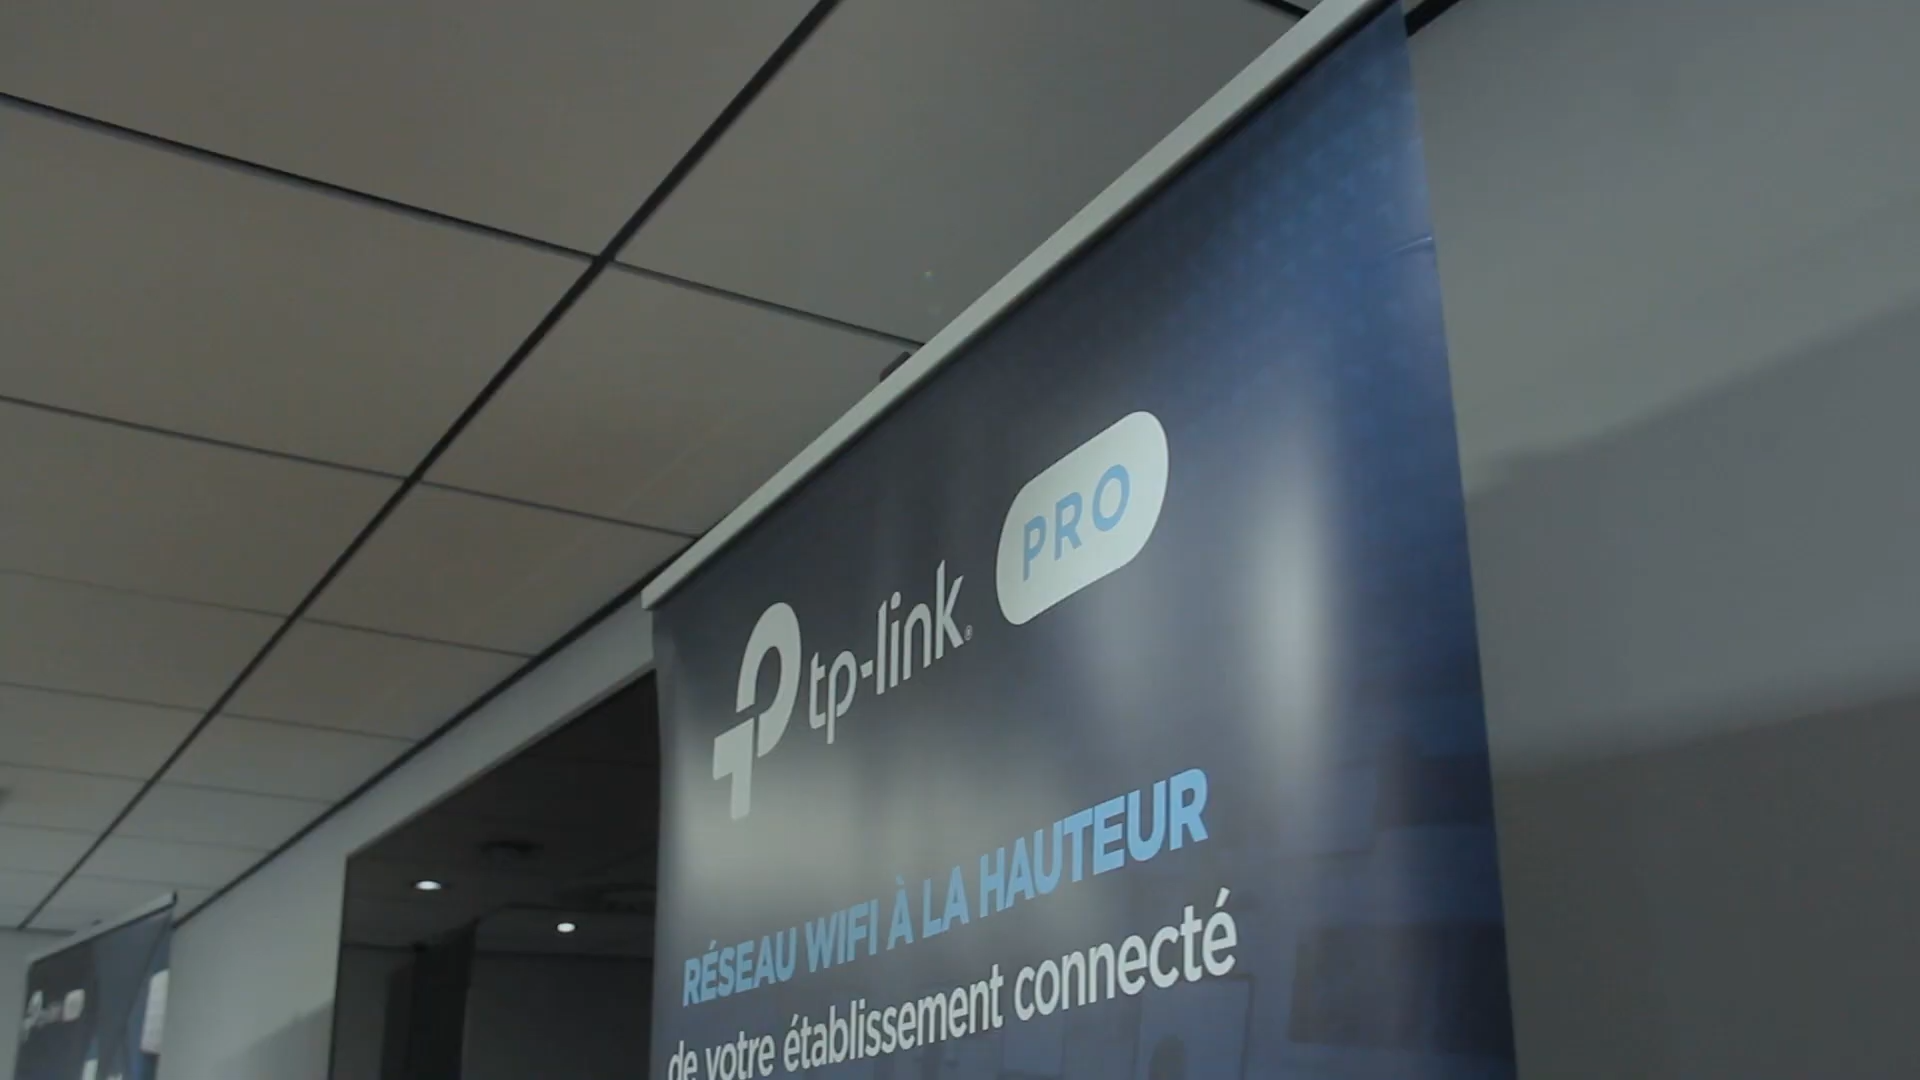 tp-link PRO
RÉSEAU WIFI À LA HAUTEUR
de votre établissement connecté